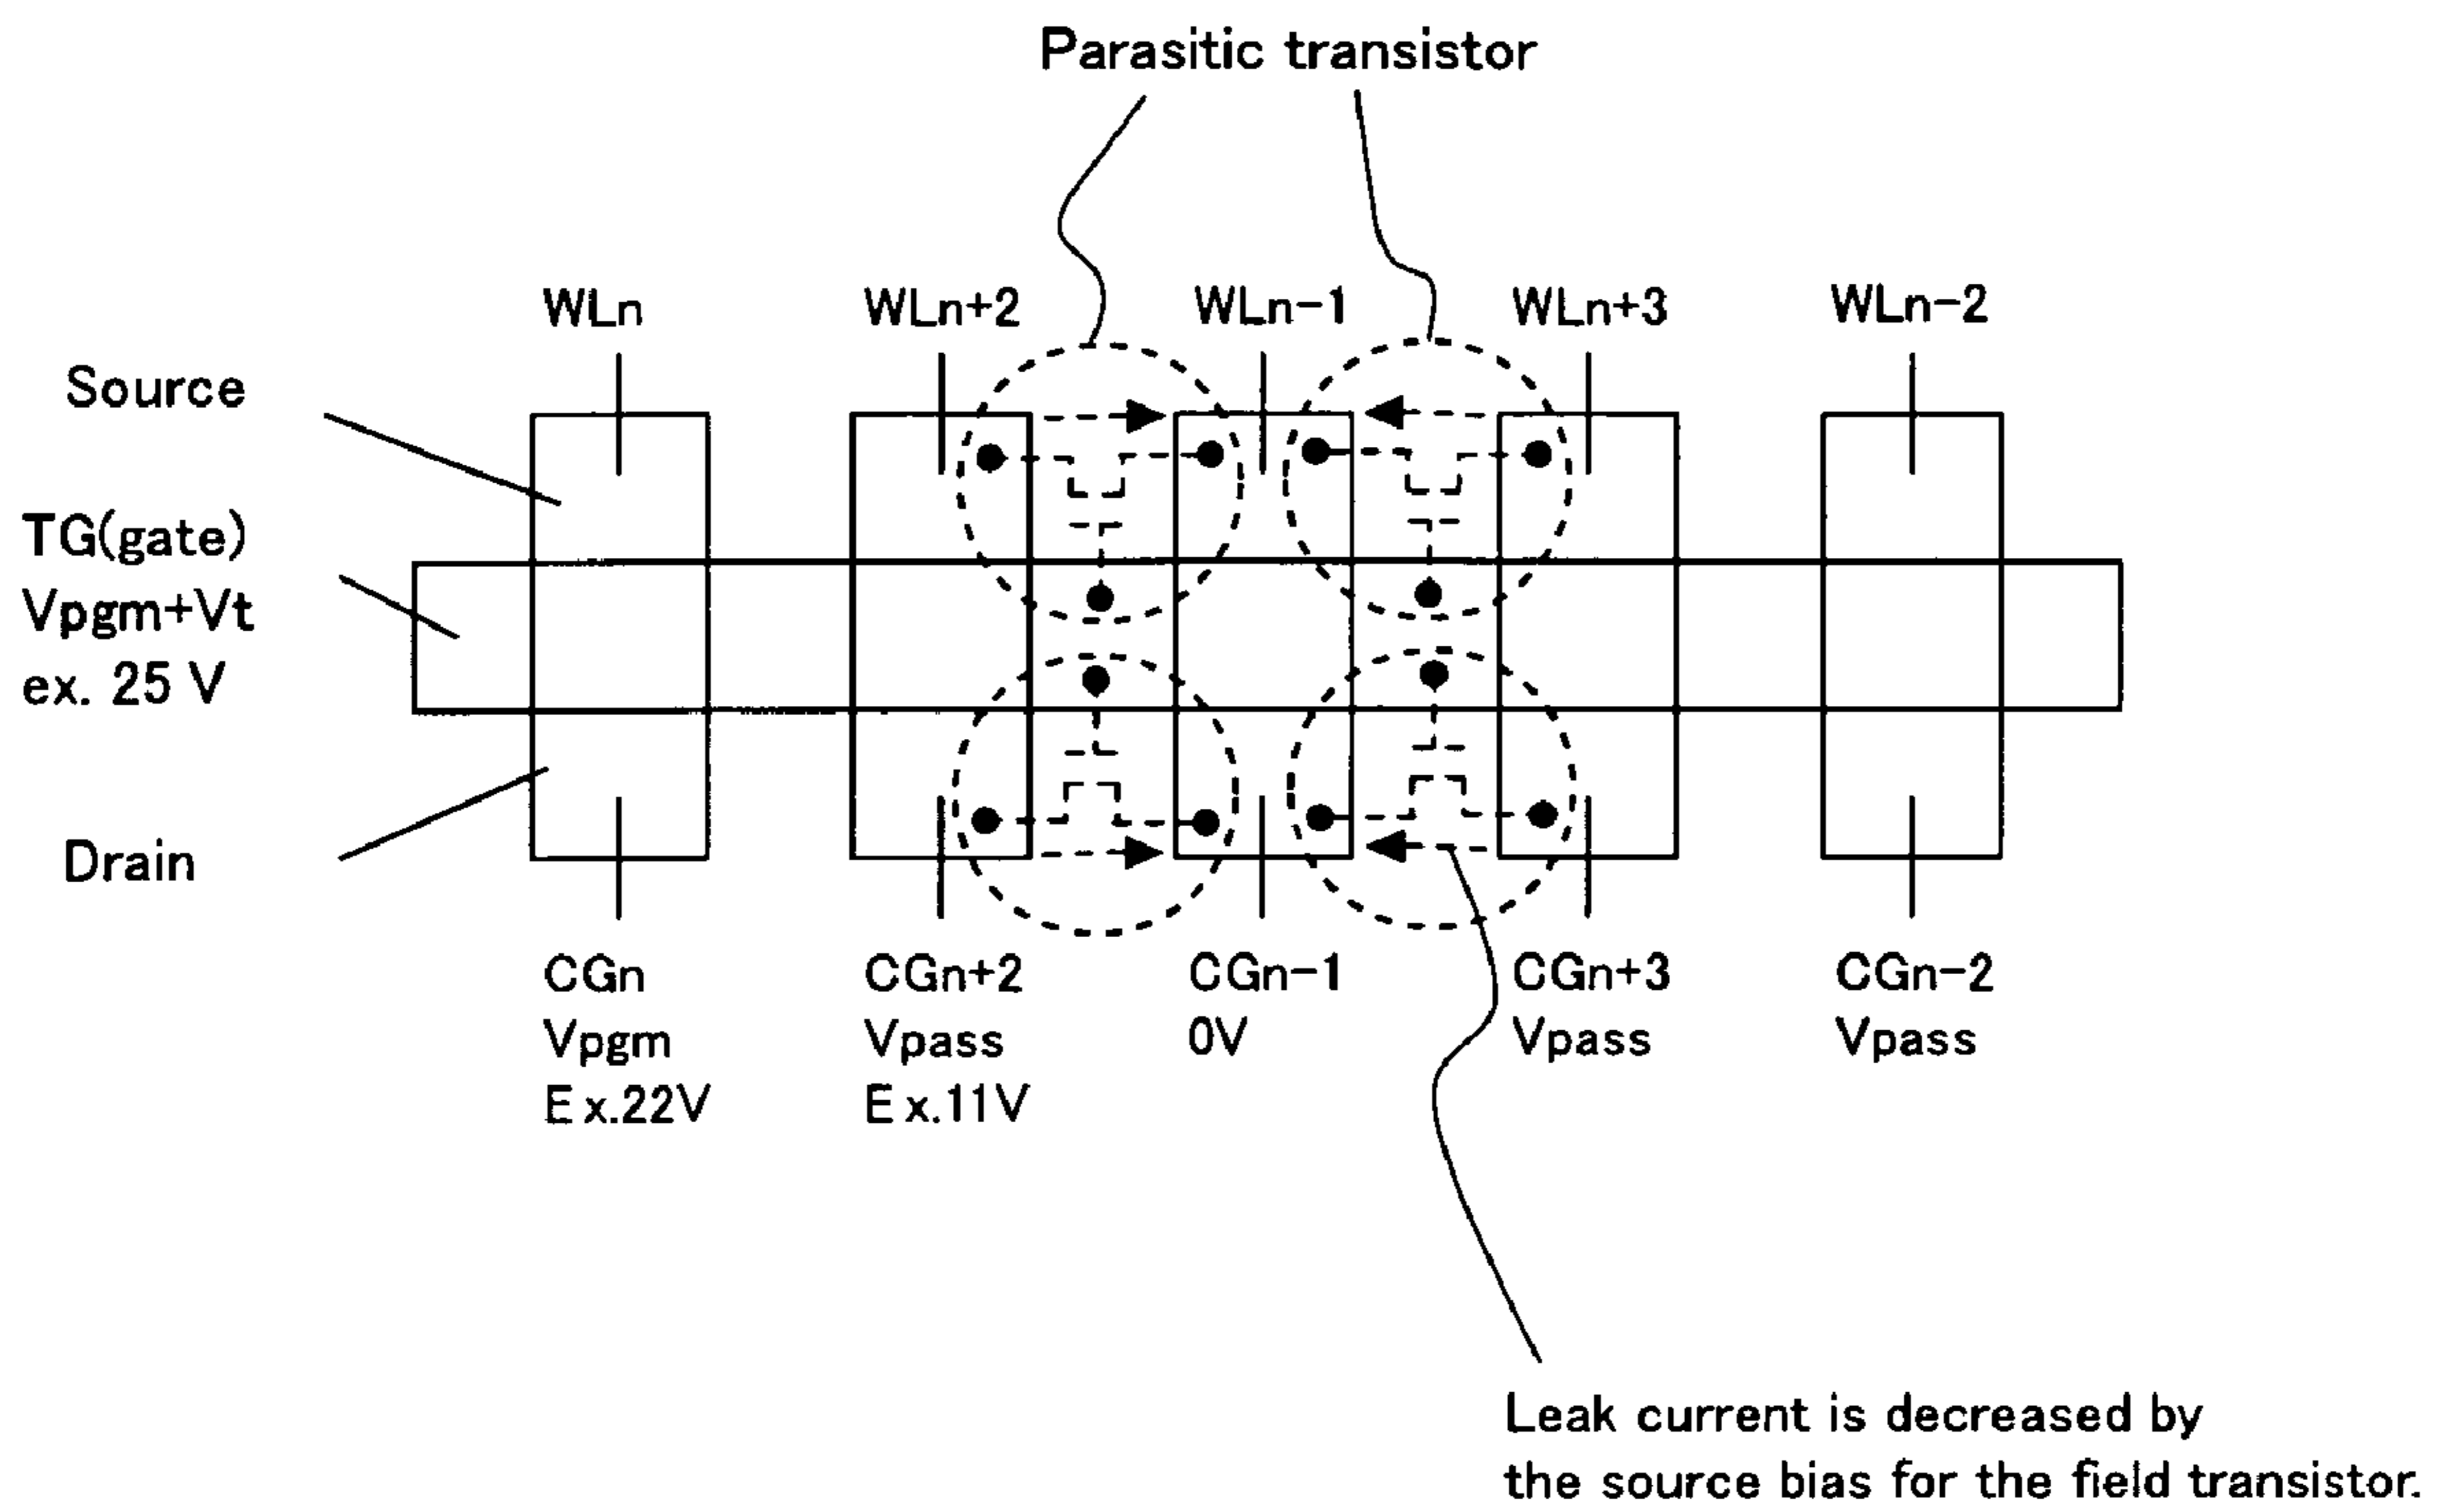 Parasitic transistor
WLn
WLn+2
WLn-1
WLn+3
WLn-2
Source
TG(gate)
Vpgm+Vt
ex. 25 V
Drain
CGn
Vpgm
Ex.22V
CGn+2
Vpass
Ex.11V
CGn-1
0V
CGn+3
Vpass
CGn-2
Vpass
Leak current is decreased by
the source bias for the field transistor.